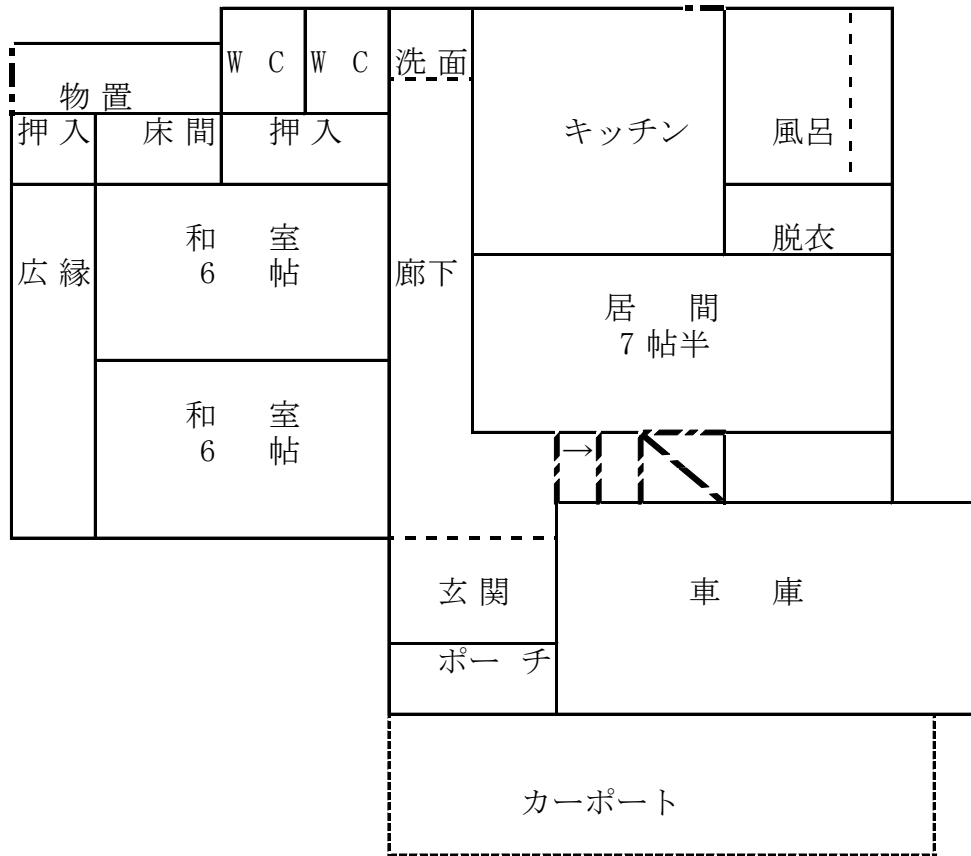 W C
W C
洗面
物置
キッチン
風呂
押入
床間
押入
和 室
6 帖
脱衣
広縁
廊下
居 間
7帖半
和 室
6 帖
→
玄関
車 庫
ポーチ
カーポート